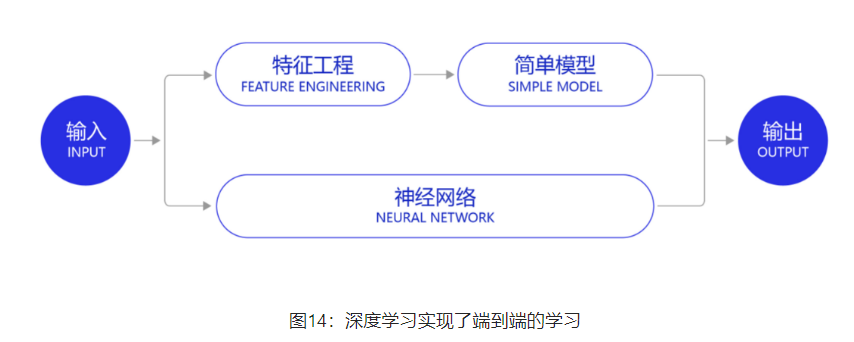 输入
INPUT
特征工程
FEATURE ENGINEERING
简单模型
SIMPLE MODEL
神经网络
NEURAL NETWORK
输出
OUTPUT
图14：深度学习实现了端到端的学习